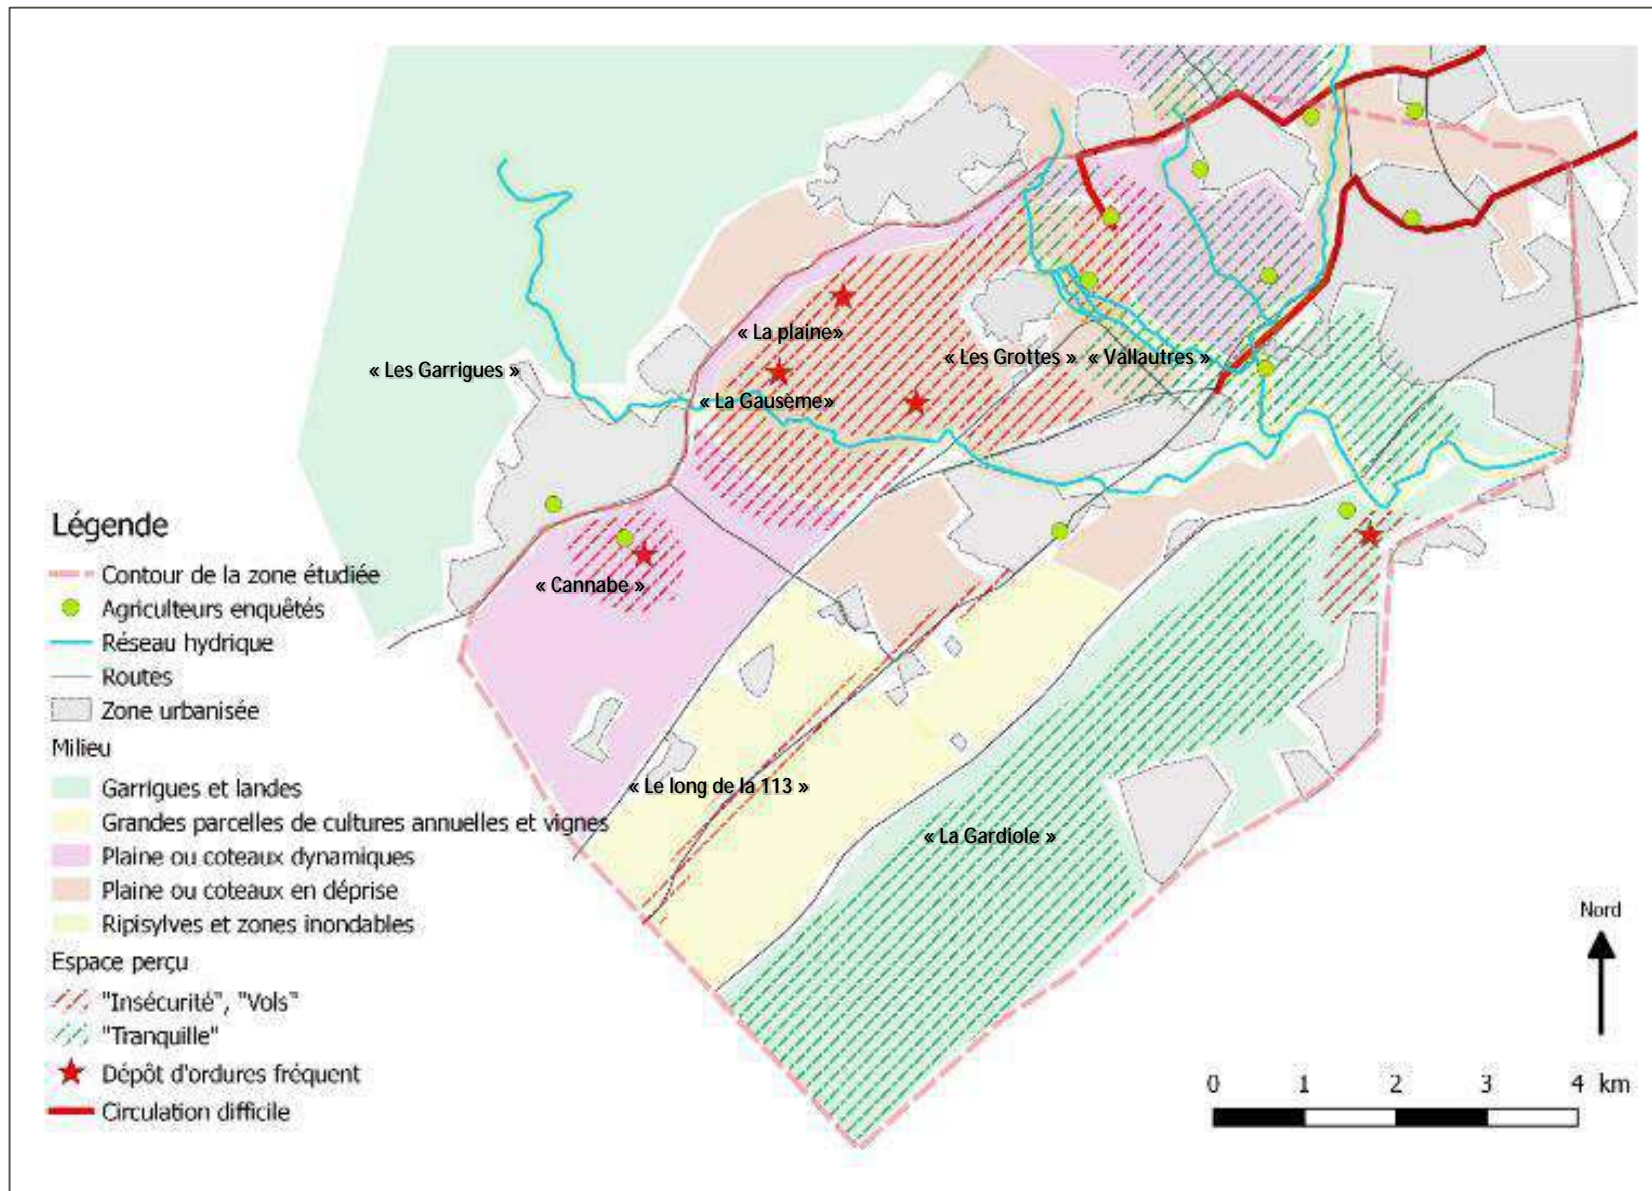 « La plaine»
« Les Grottes » « Vallautres »
« Les Garrigues »
« La Gausème»
« Cannabe »
« Le long de la 113 »
« La Gardiole »
Légende
Contour de la zone étudiée
Agriculteurs enquêtés
Réseau hydrique
Routes
Zone urbanisée
Milieu
Garrigues et landes
Grandes parcelles de cultures annuelles et vignes
Plaine ou coteaux dynamiques
Plaine ou coteaux en déprise
Ripisylves et zones inondables
Espace perçu
"Insécurité", "Vols"
"Tranquille"
Dépôt d'ordures fréquent
Circulation difficile
Nord
0 1 2 3 4 km